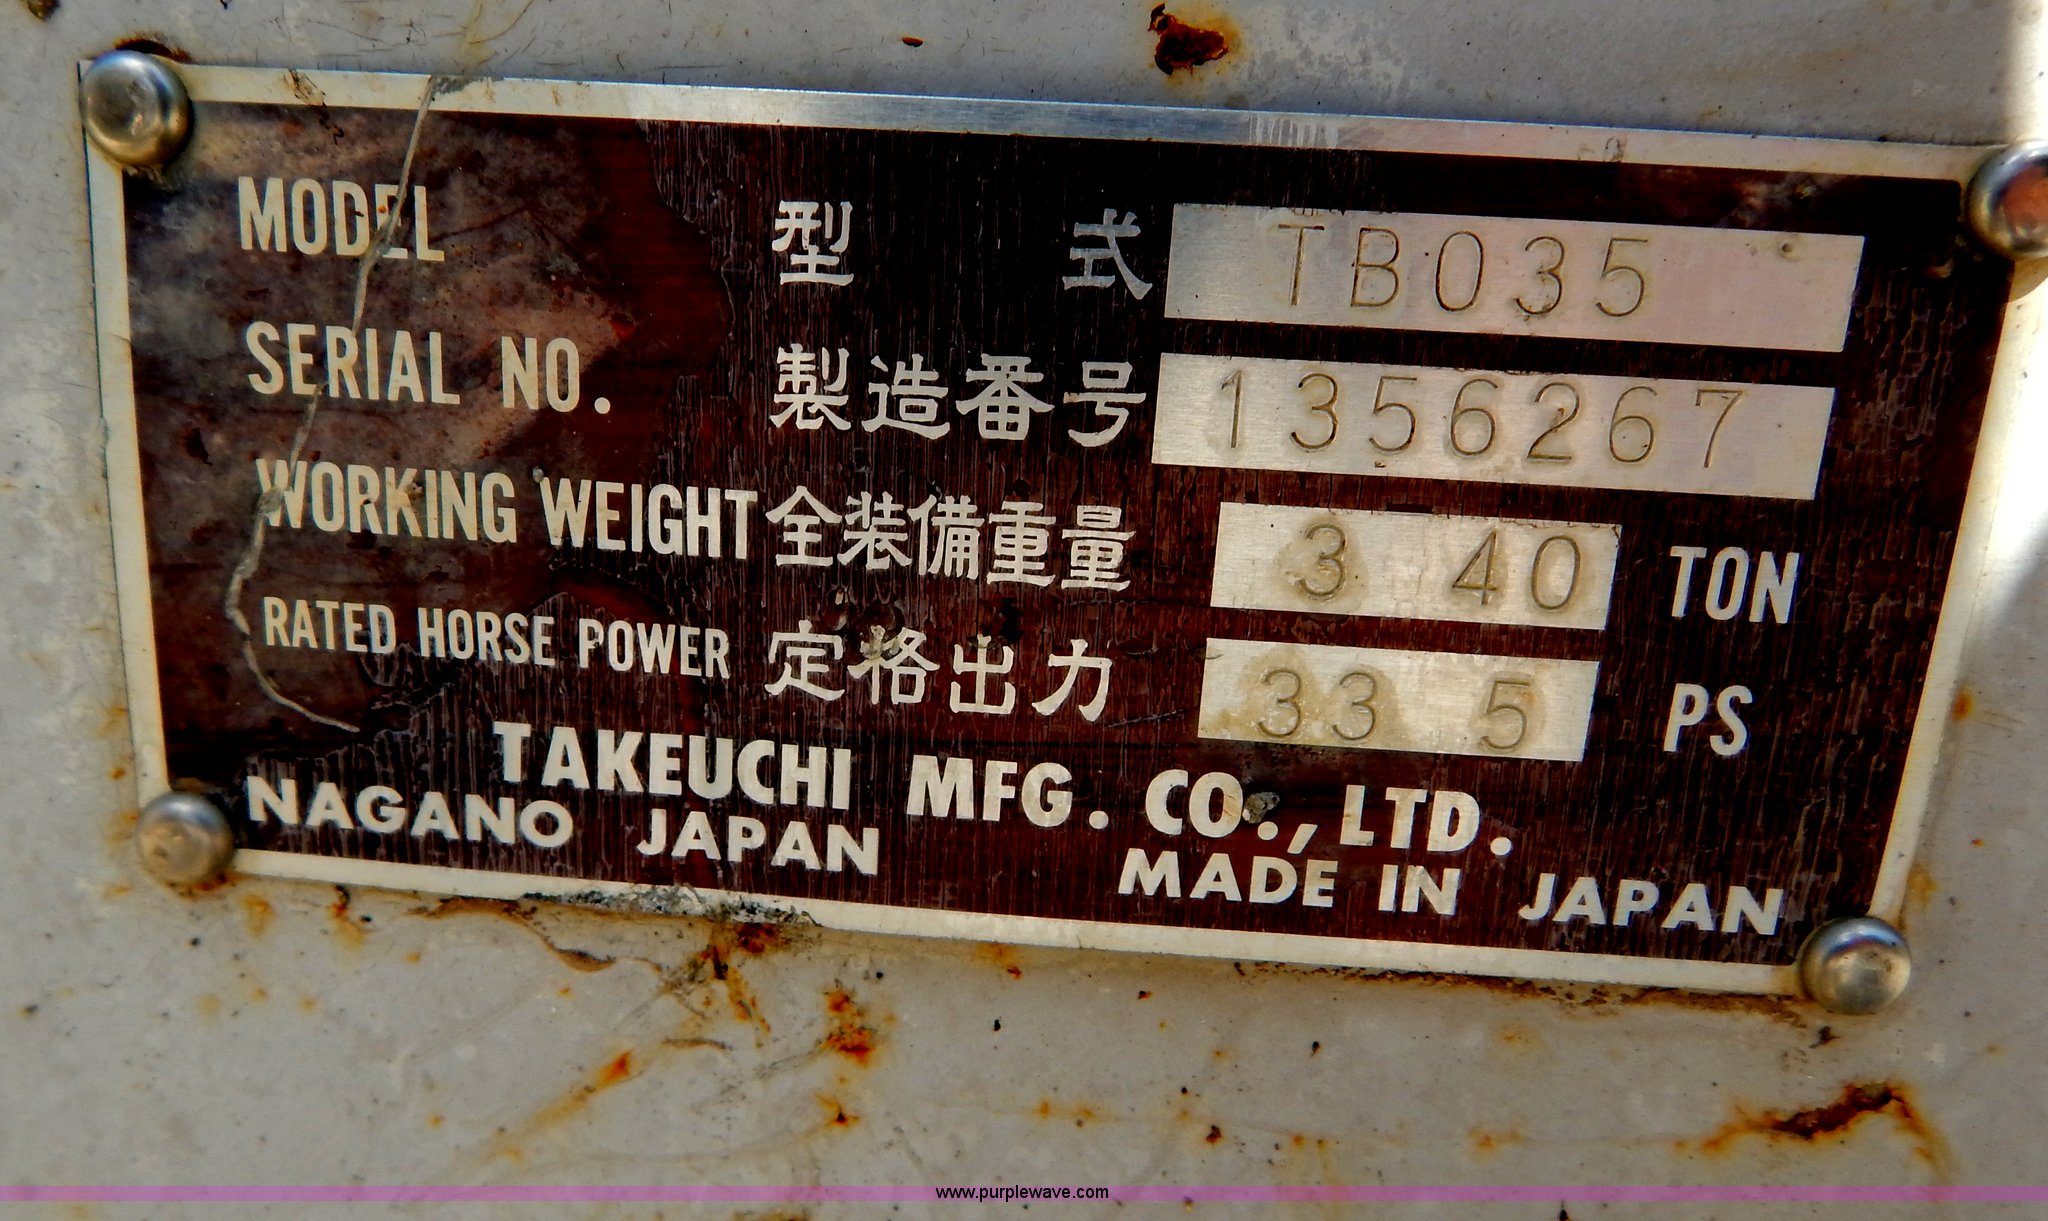 MODEL 型 式 TB035
SERIAL NO. 製造番号 1356267
WORKING WEIGHT 全装備重量 3 40 TON
RATED HORSE POWER 定格出力 33 5 PS
TAKEUCHI MFG. CO., LTD.
NAGANO JAPAN MADE IN JAPAN
www.purplewave.com